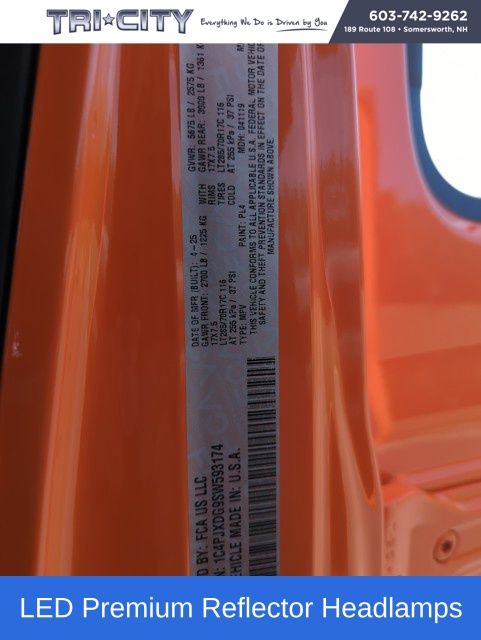 TRI CITY
Everything We Do is Driven by You
603-742-9262
189 Route 108 • Somersworth, NH
D BY: FCA US LLC
N: 1C4PJXDG9SW593174
EHICLE MADE IN U.S.A.
DATE OF MFR (BUILT): 4-25
GAWR FRONT: 2700 LB / 1225 KG
17X7.5
LT285/70R17C 116
AT 255 kPa / 37 PSI
TYPE: MPV
PAINT: PL4
WITH
RIMS
TIRES
COLD
GVWR: 5675 LB / 2575 KG
GAWR REAR: 3000 LB / 1361 K
17X7.5
LT285/70R17C 116
AT 255 kPa / 37 PSI
MDH: 041119
THIS VEHICLE CONFORMS TO ALL APPLICABLE U.S.A. FEDERAL MOTOR VEHIC
SAFETY AND THEFT PREVENTION STANDARDS IN EFFECT ON THE DATE OF
MANUFACTURE SHOWN ABOVE
LED Premium Reflector Headlamps